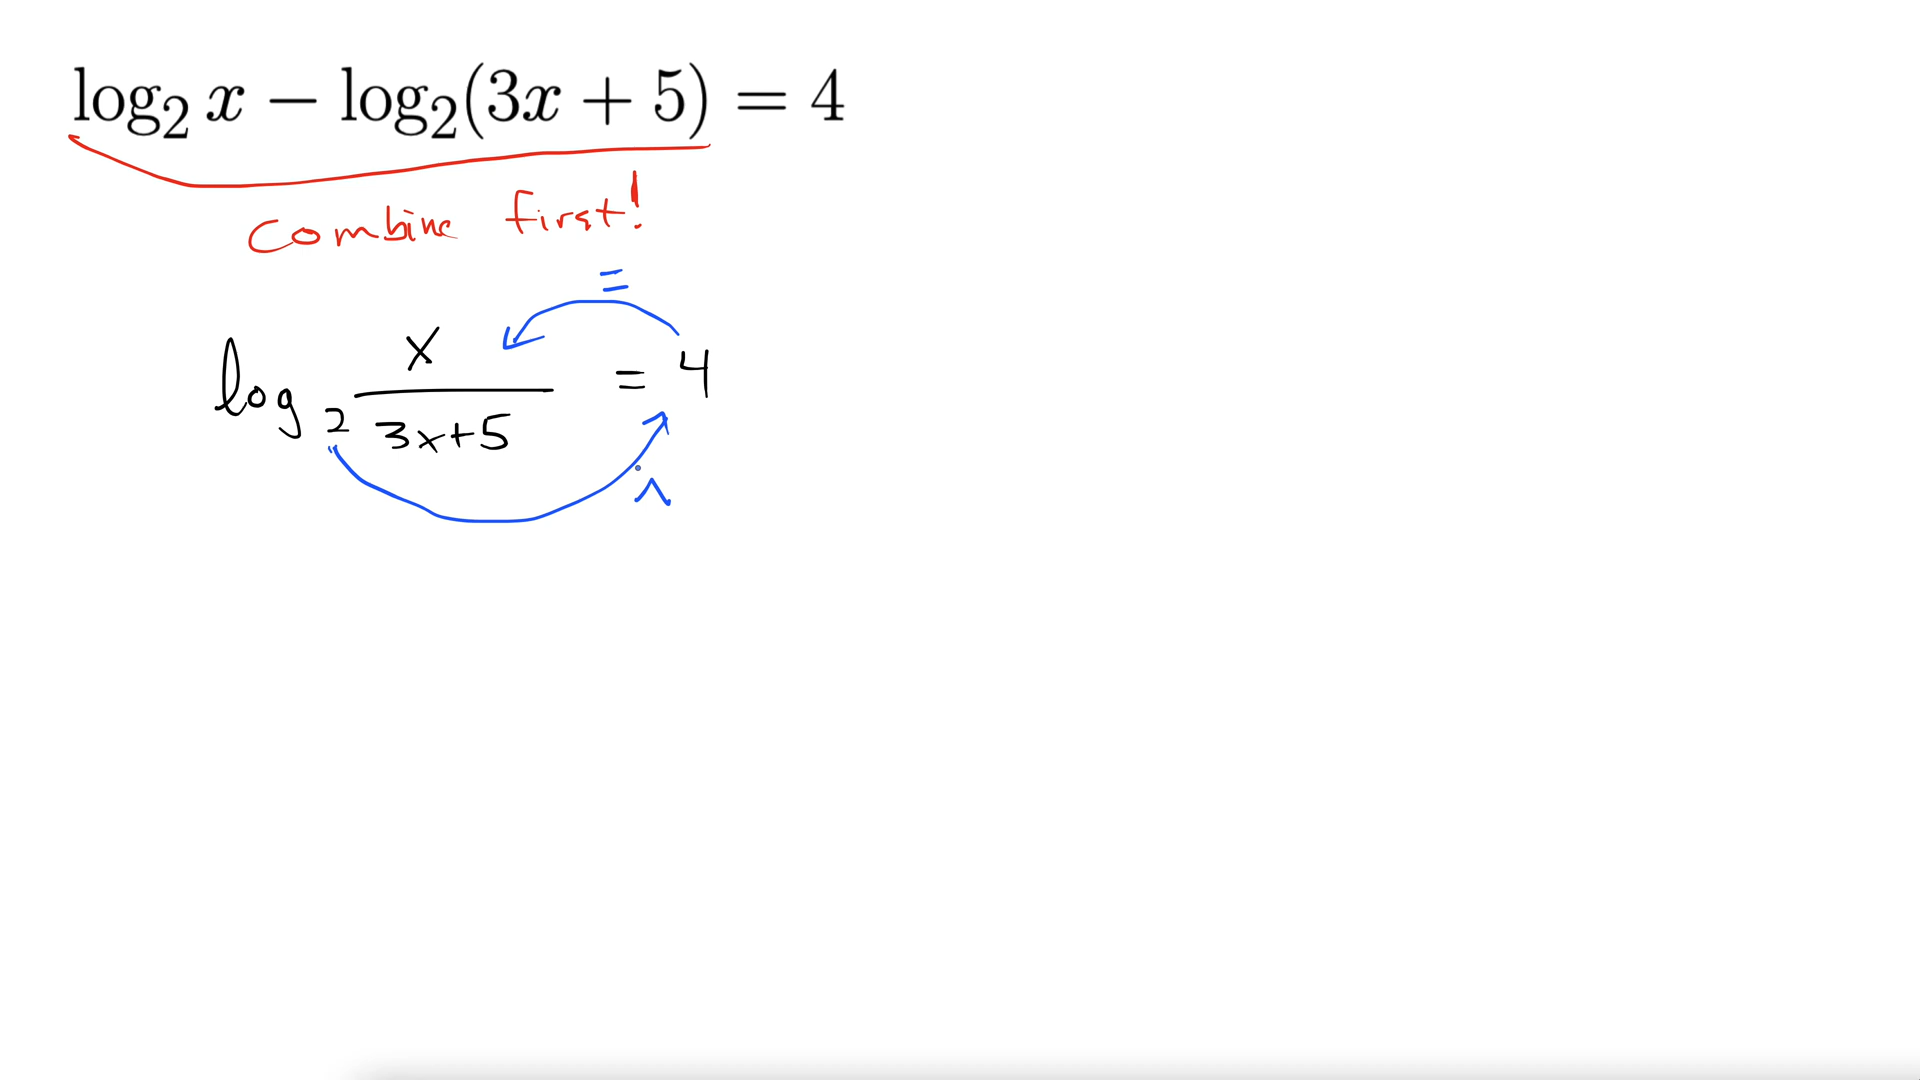 log₂ x − log₂(3x + 5) = 4
combine first!
=
log₂ x/(3x+5) = 4
^